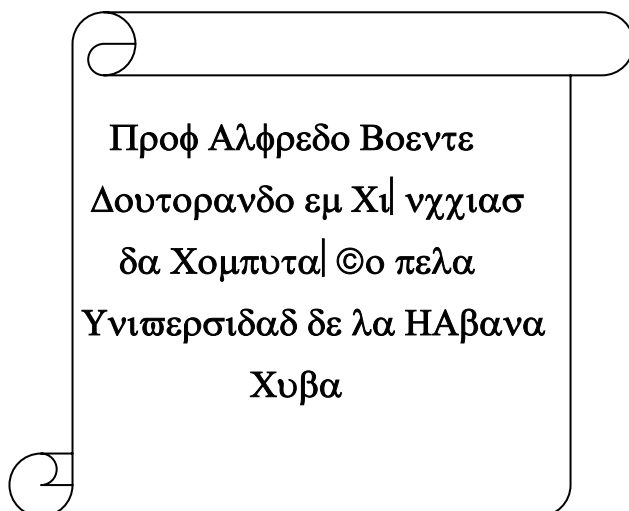 Προφ Αλφρεδο Βοεντε
Δουτορανδο εμ Χι| νχχιασ
δα Χομπυτα| ©ο πελα
Υνιϖερσιδαδ δε λα ΗΑβανα
Χυβα